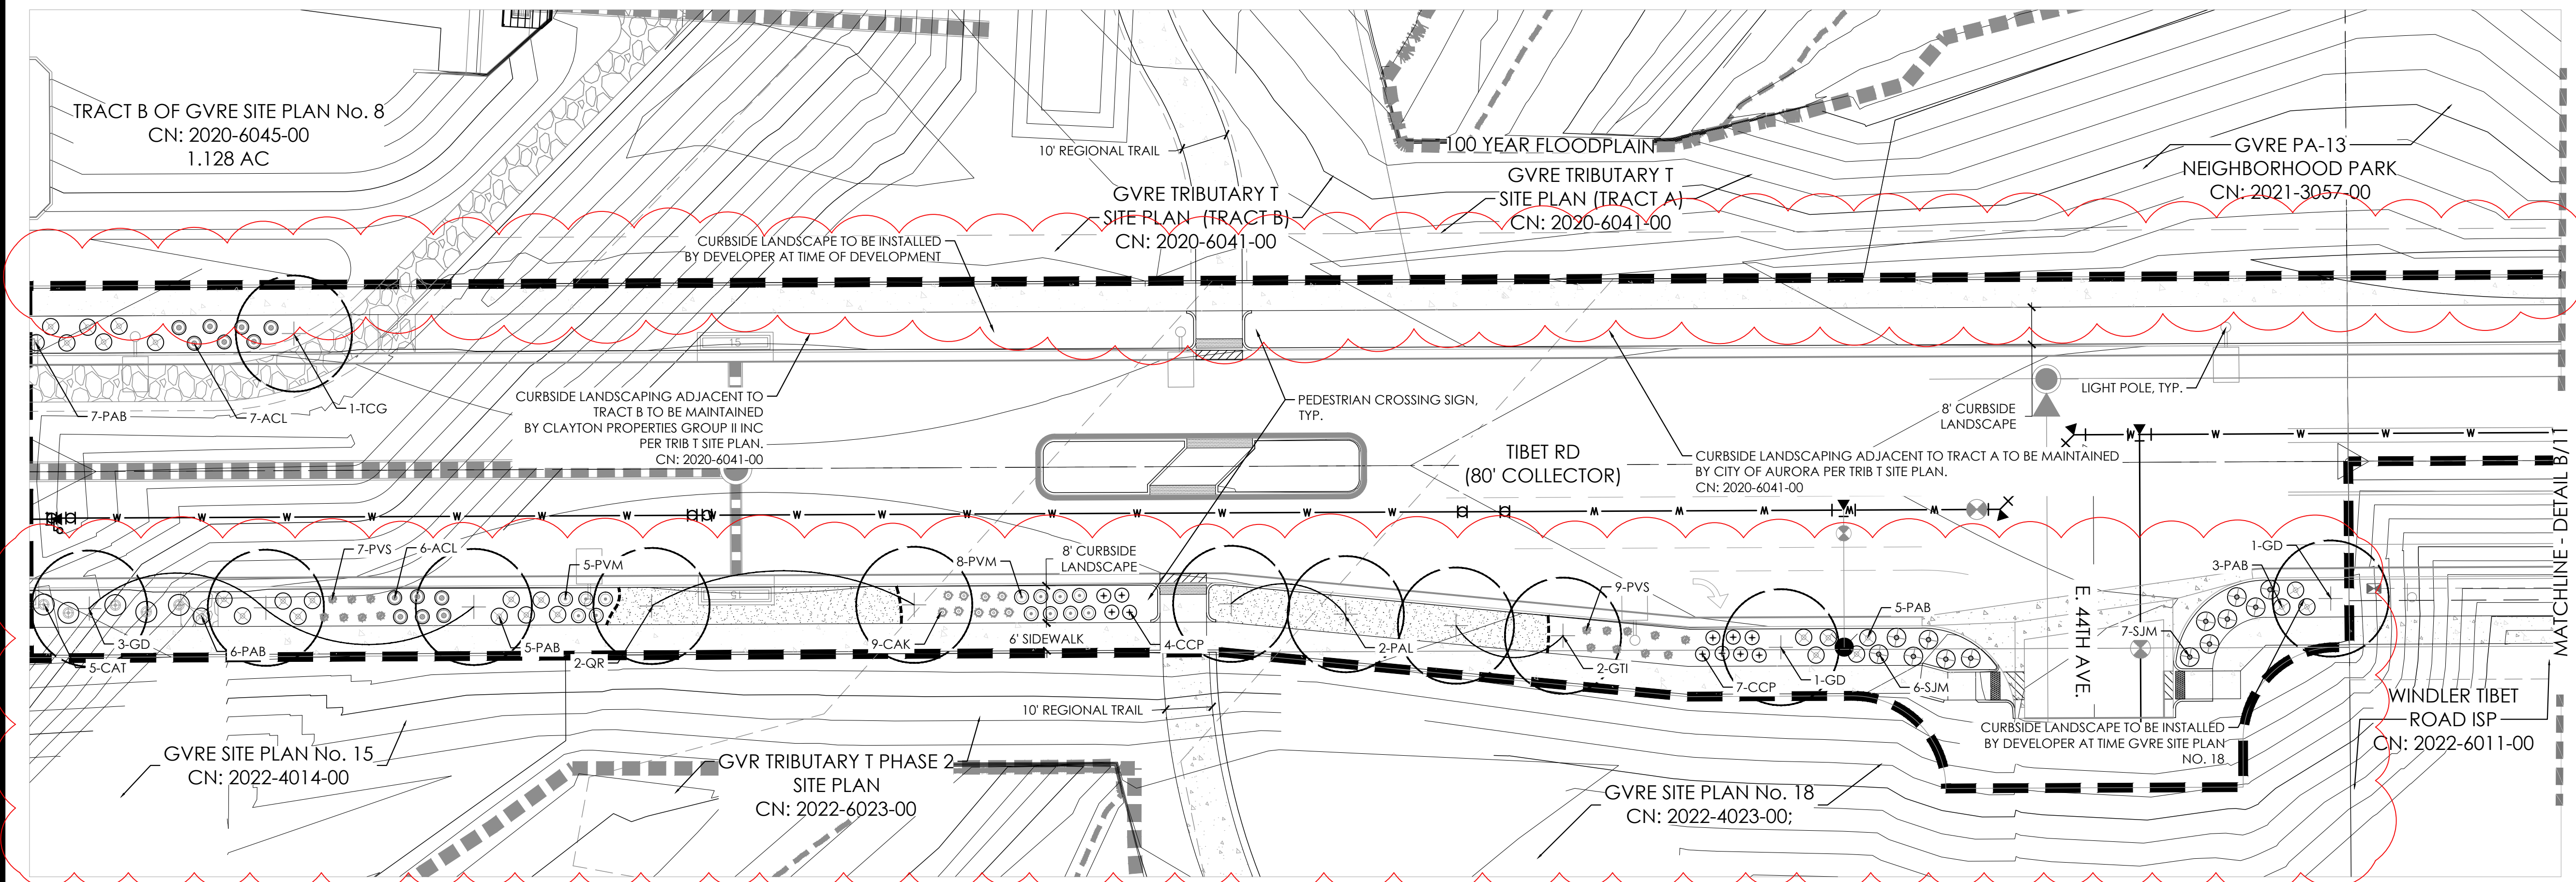 TRACT B OF GVRE SITE PLAN No. 8
CN: 2020-6045-00
1.128 AC
10' REGIONAL TRAIL
100 YEAR FLOODPLAIN
GVRE PA-13
NEIGHBORHOOD PARK
CN: 2021-3057-00
GVRE TRIBUTARY T
SITE PLAN (TRACT B)
CN: 2020-6041-00
GVRE TRIBUTARY T
SITE PLAN (TRACT A)
CN: 2020-6041-00
CURBSIDE LANDSCAPE TO BE INSTALLED
BY DEVELOPER AT TIME OF DEVELOPMENT
15
7-PAB
7-ACL
1-TCG
CURBSIDE LANDSCAPING ADJACENT TO
TRACT B TO BE MAINTAINED
BY CLAYTON PROPERTIES GROUP II INC
PER TRIB T SITE PLAN.
CN: 2020-6041-00
PEDESTRIAN CROSSING SIGN,
TYP.
LIGHT POLE, TYP.
8' CURBSIDE
LANDSCAPE
TIBET RD
(80' COLLECTOR)
CURBSIDE LANDSCAPING ADJACENT TO TRACT A TO BE MAINTAINED
BY CITY OF AURORA PER TRIB T SITE PLAN.
CN: 2020-6041-00
W W W W W
MATCHLINE - DETAIL B/11
W W W W W W W W W W W W W W W W W W W W W
7-PVS
6-ACL
5-PVM
8-PVM
8' CURBSIDE
LANDSCAPE
9-PVS
5-PAB
1-GD
3-PAB
15
3-GD
5-CAT
6-PAB
5-PAB
2-QR
9-CAK
6' SIDEWALK
4-CCP
2-PAL
2-GTI
7-CCP
1-GD
6-SJM
7-SJM
E. 44TH AVE.
10' REGIONAL TRAIL
CURBSIDE LANDSCAPE TO BE INSTALLED
BY DEVELOPER AT TIME GVRE SITE PLAN
NO. 18
WINDLER TIBET
ROAD ISP
CN: 2022-6011-00
GVRE SITE PLAN No. 15
CN: 2022-4014-00
GVR TRIBUTARY T PHASE 2
SITE PLAN
CN: 2022-6023-00
GVRE SITE PLAN No. 18
CN: 2022-4023-00;